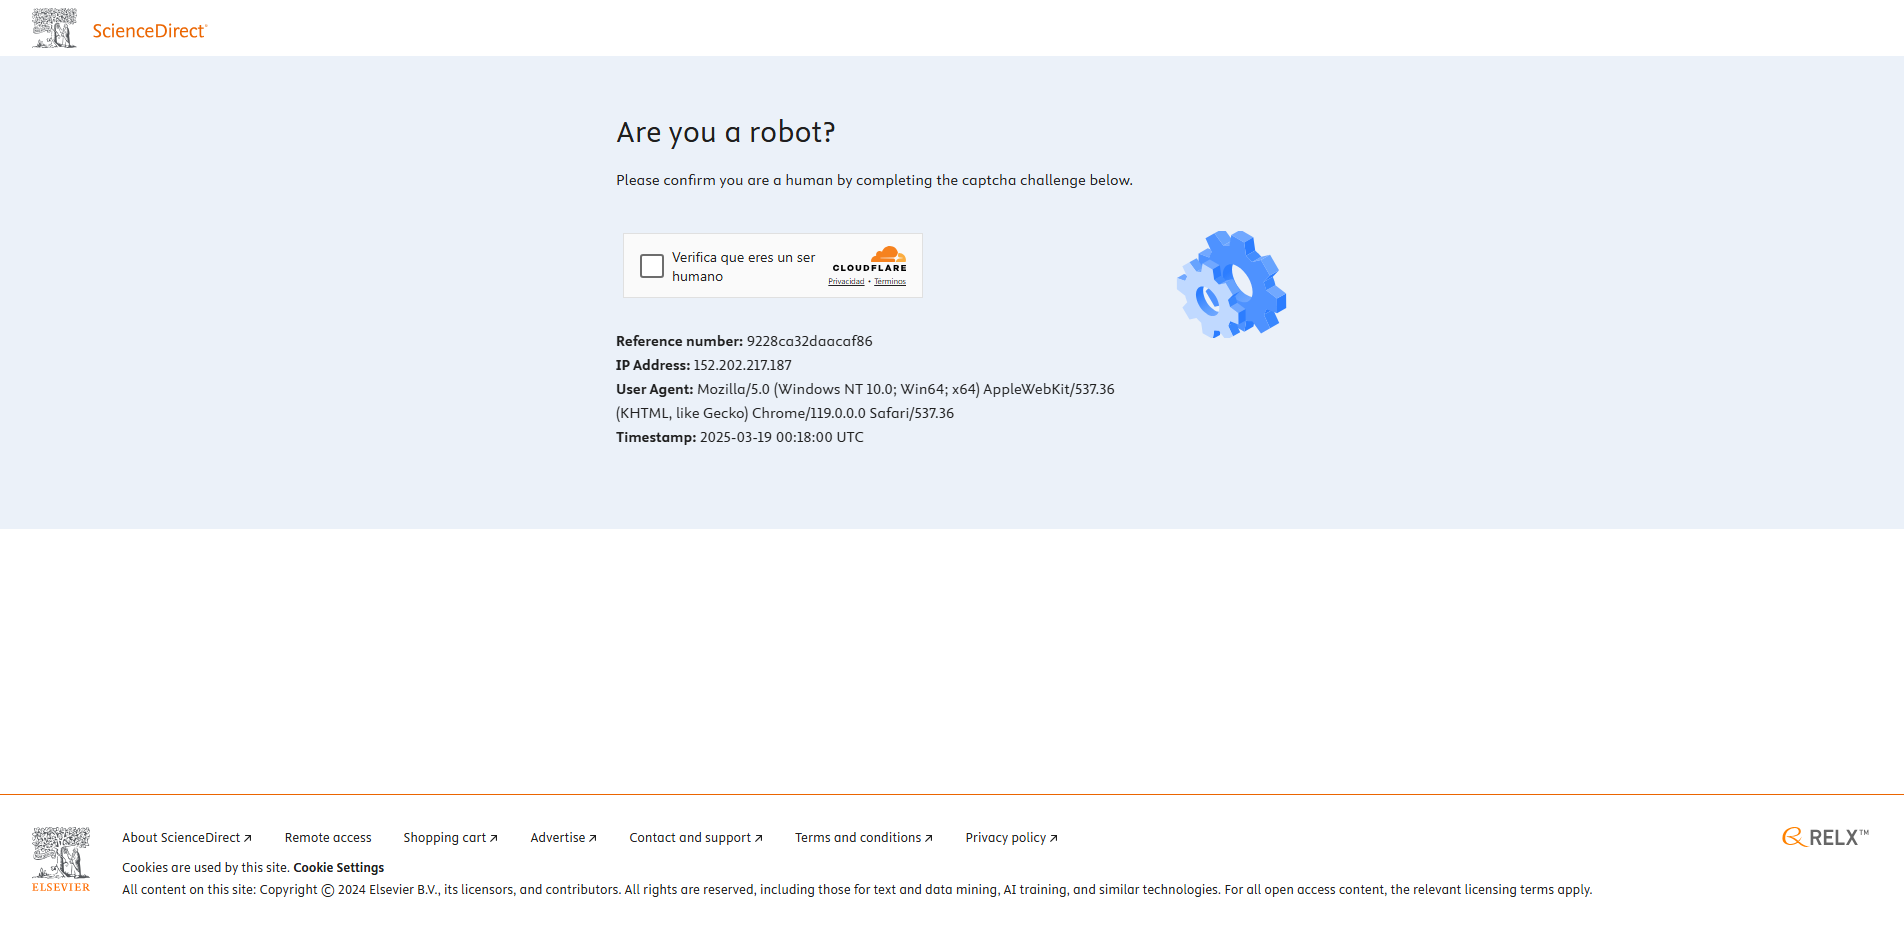 ScienceDirect®
Are you a robot?
Please confirm you are a human by completing the captcha challenge below.
Verifica que eres un ser
humano
CLOUDFLARE
Privacidad • Términos
Reference number: 9228ca32daacaf86
IP Address: 152.202.217.187
User Agent: Mozilla/5.0 (Windows NT 10.0; Win64; x64) AppleWebKit/537.36
(KHTML, like Gecko) Chrome/119.0.0.0 Safari/537.36
Timestamp: 2025-03-19 00:18:00 UTC
ELSEVIER
About ScienceDirect Remote access Shopping cart Advertise Contact and support Terms and conditions Privacy policy
RELX™
Cookies are used by this site. Cookie Settings
All content on this site: Copyright © 2024 Elsevier B.V., its licensors, and contributors. All rights are reserved, including those for text and data mining, AI training, and similar technologies. For all open access content, the relevant licensing terms apply.